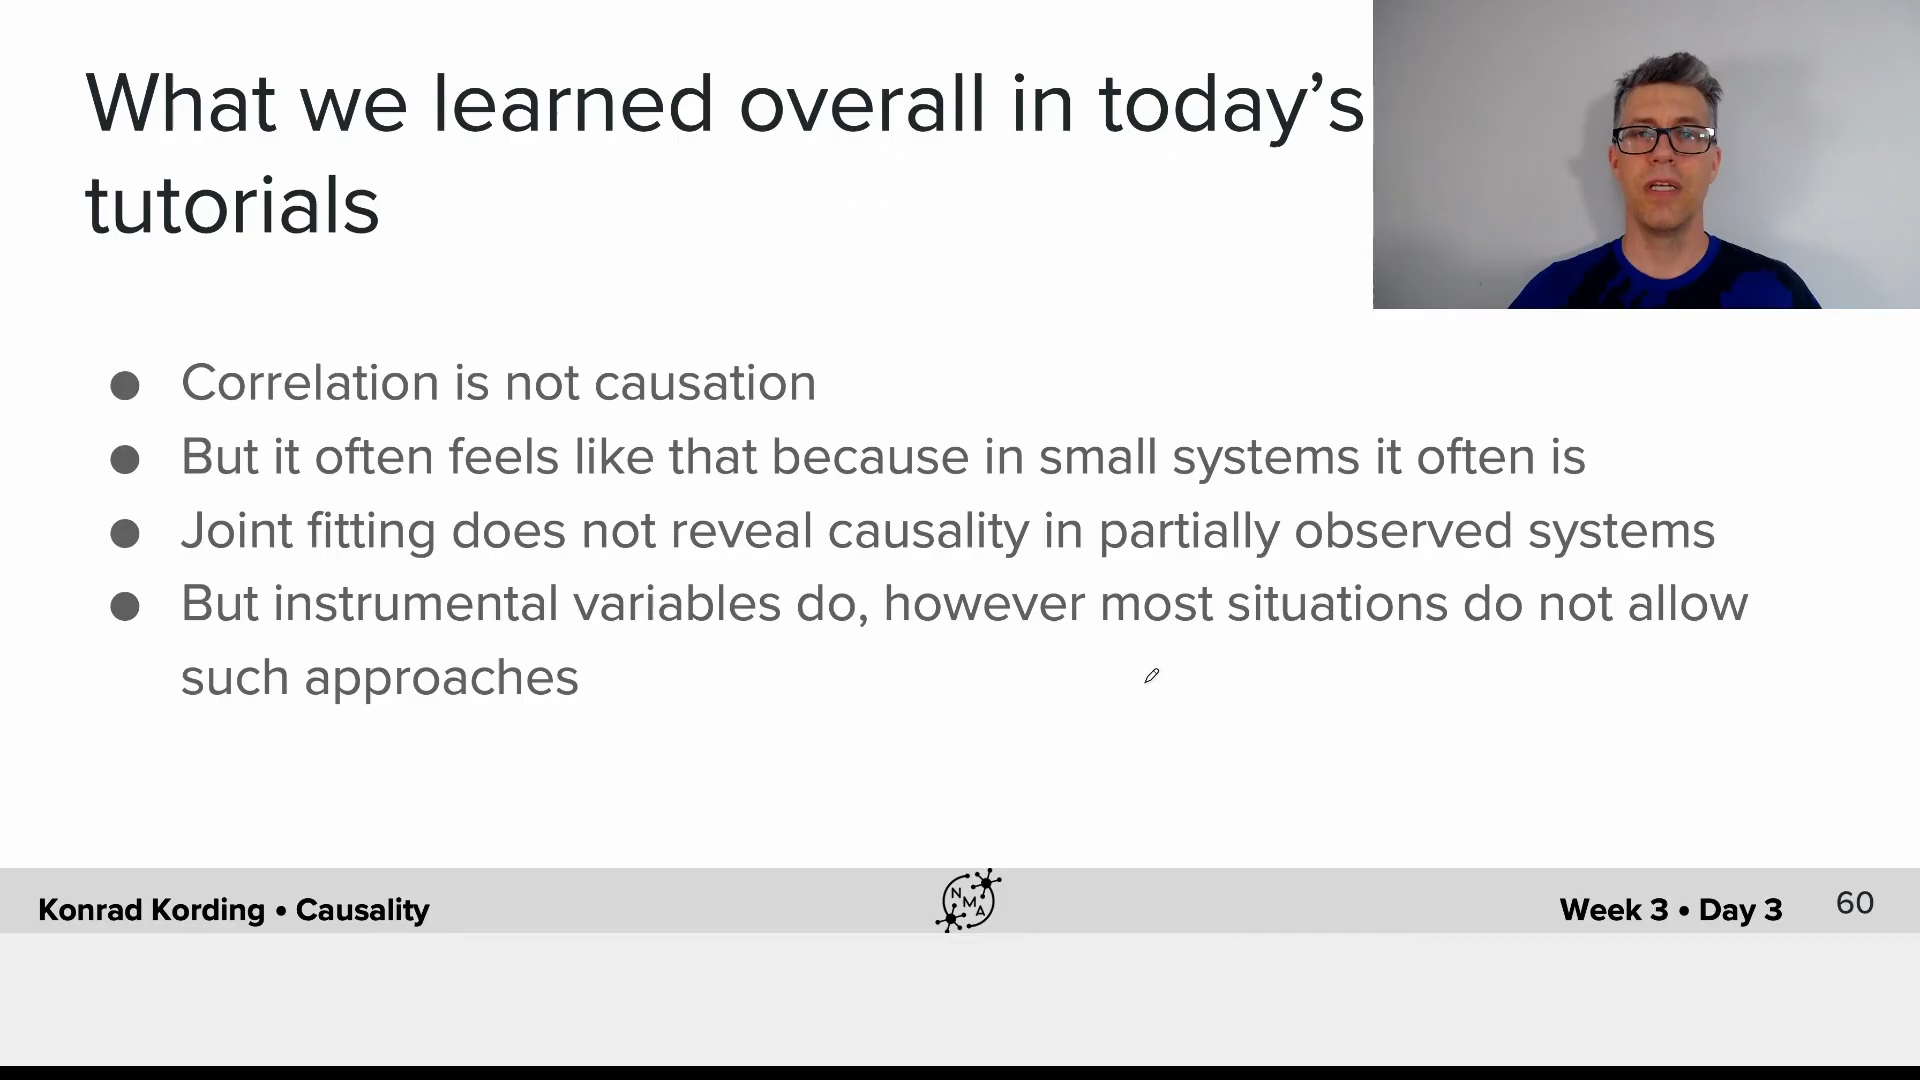 What we learned overall in today’s
tutorials
● Correlation is not causation
● But it often feels like that because in small systems it often is
● Joint fitting does not reveal causality in partially observed systems
● But instrumental variables do, however most situations do not allow
such approaches
Konrad Kording • Causality
N
M
A
Week 3 • Day 3
60